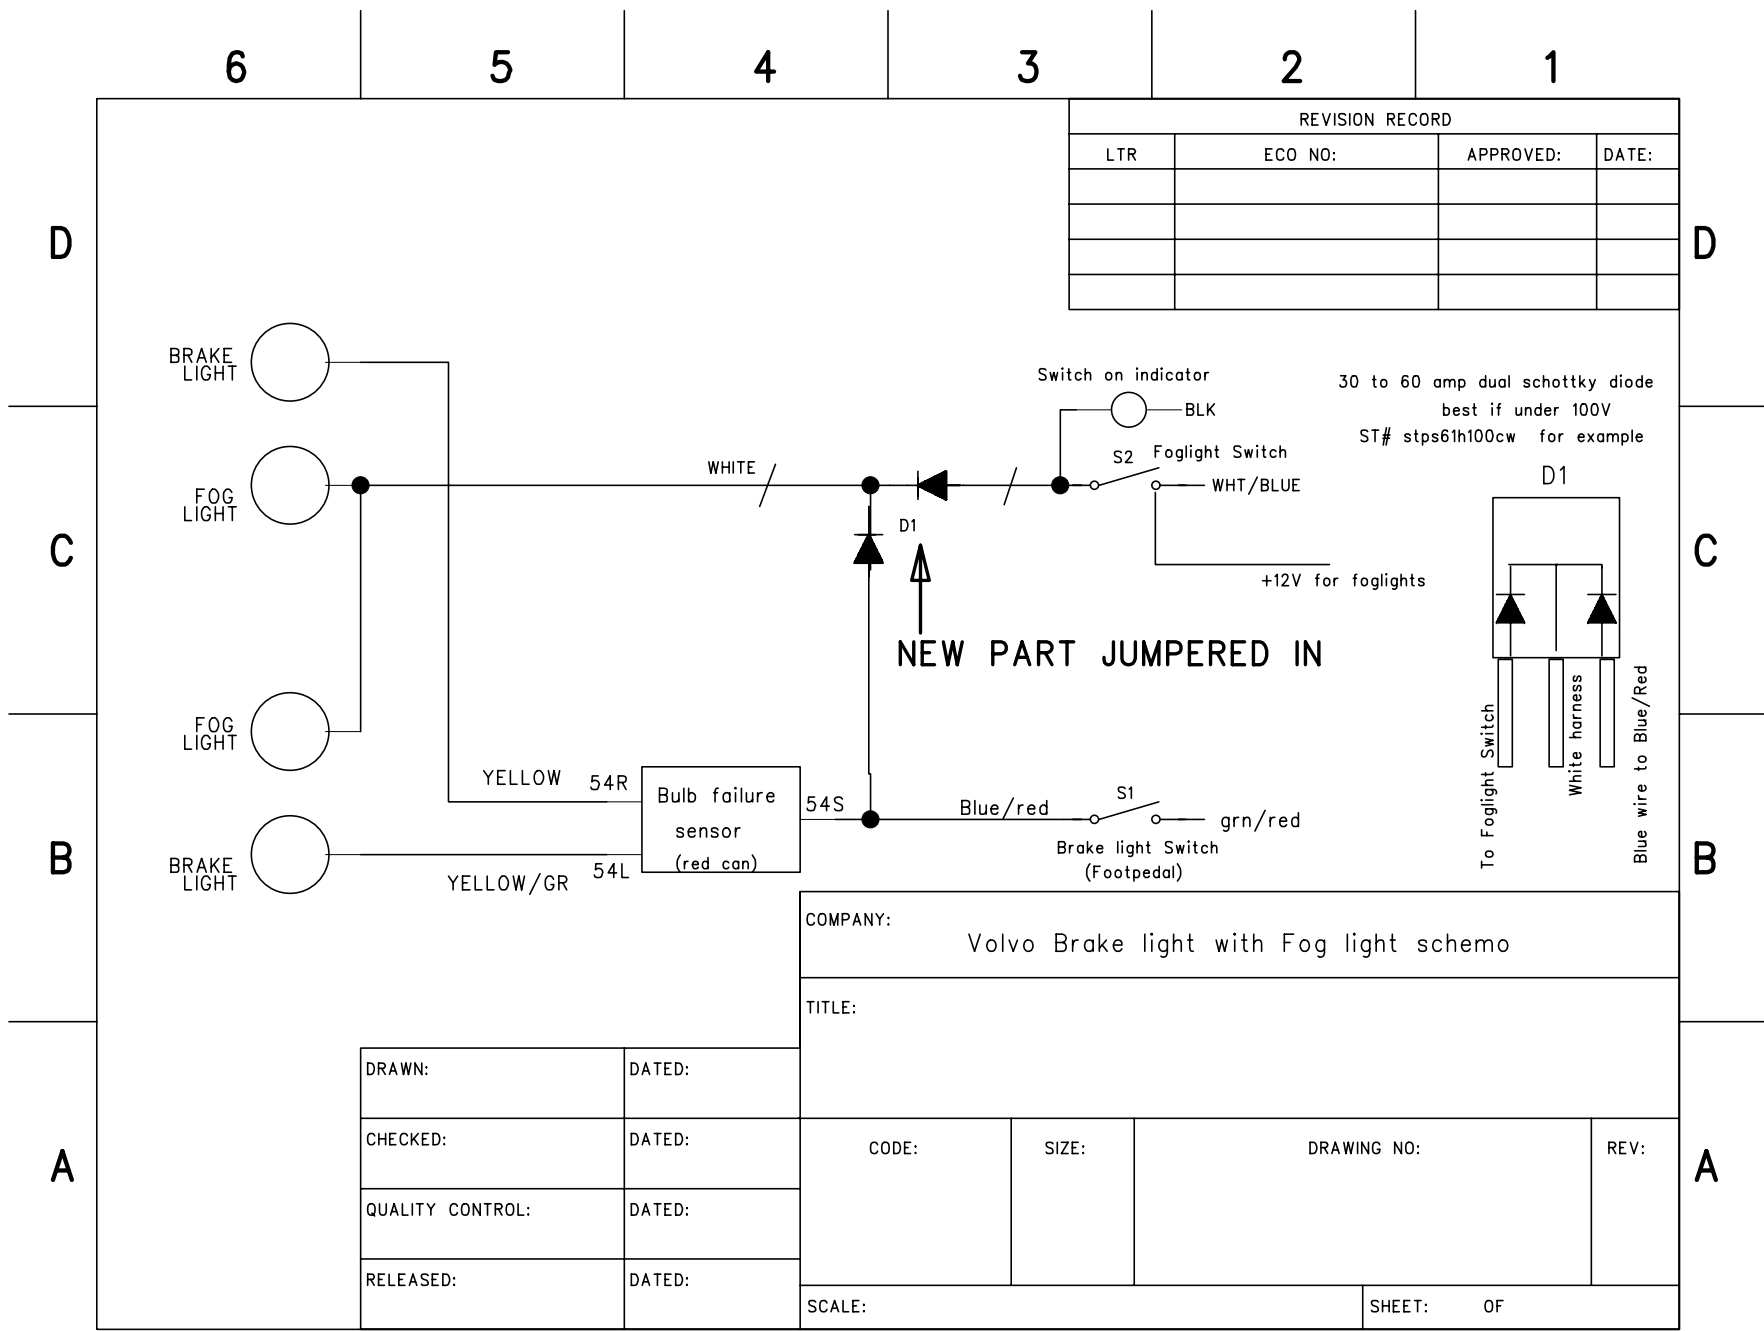 6 5 4 3 2 1
REVISION RECORD
LTR ECO NO: APPROVED: DATE:
D D
BRAKE
LIGHT
Switch on indicator
BLK
30 to 60 amp dual schottky diode
best if under 100V
ST# stps61h100cw for example
WHITE
S2 Foglight Switch
WHT/BLUE
FOG
LIGHT
D1
D1
C C
+12V for foglights
NEW PART JUMPERED IN
To Foglight Switch
White harness
Blue wire to Blue/Red
FOG
LIGHT
YELLOW 54R
Bulb failure
sensor
(red can)
54S
Blue/red
S1
grn/red
Brake light Switch
(Footpedal)
BRAKE
LIGHT
54L
YELLOW/GR
B B
COMPANY:
Volvo Brake light with Fog light schemo
TITLE:
DRAWN: DATED:
CHECKED: DATED:
CODE: SIZE: DRAWING NO: REV:
A A
QUALITY CONTROL: DATED:
RELEASED: DATED:
SCALE: SHEET: OF